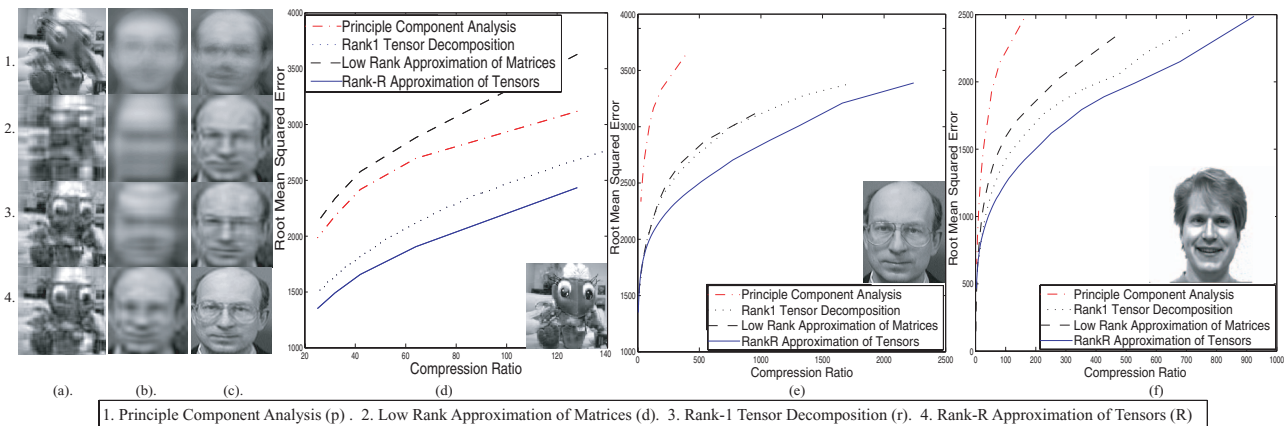 1.
2.
3.
4.
(a).
(b).
(c).
Root Mean Squared Error
4000
3500
3000
2500
2000
1500
1000
Principle Component Analysis
Rank1 Tensor Decomposition
Low Rank Approximation of Matrices
Rank-R Approximation of Tensors
20 40 60 80 100 120 140
Compression Ratio
(d)
Root Mean Squared Error
4000
3500
3000
2500
2000
1500
1000
Principle Component Analysis
Rank1 Tensor Decomposition
Low Rank Approximation of Matrices
RankR Approximation of Tensors
0 500 1000 1500 2000 2500
Compression Ratio
(e)
Root Mean Squared Error
2500
2000
1500
1000
500
0
Principle Component Analysis
Rank1 Tensor Decomposition
Low Rank Approximation of Matrices
RankR Approximation of Tensors
0 100 200 300 400 500 600 700 800 900 1000
Compression Ratio
(f)
1. Principle Component Analysis (p) . 2. Low Rank Approximation of Matrices (d). 3. Rank-1 Tensor Decomposition (r). 4. Rank-R Approximation of Tensors (R)